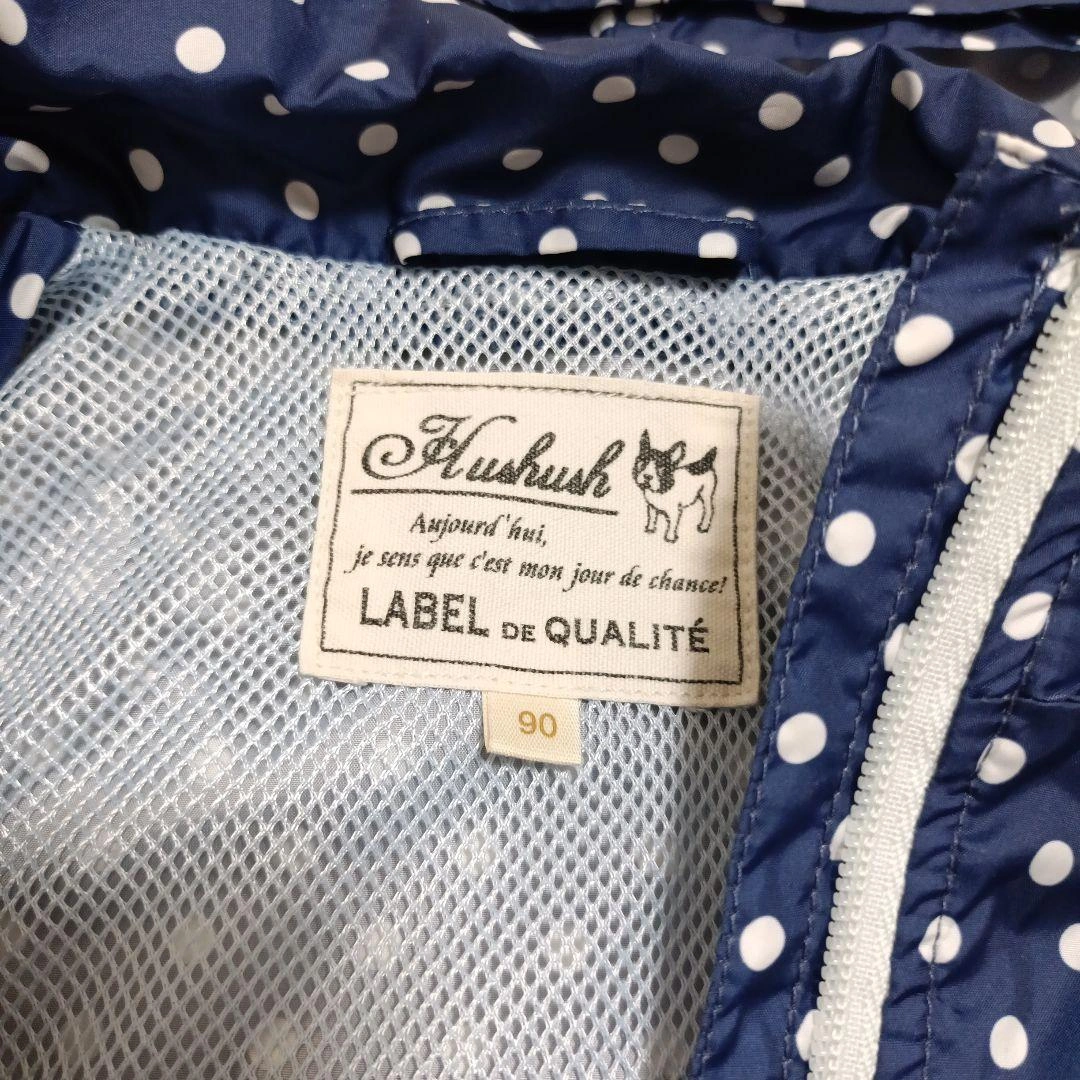 Hushush
Aujourd'hui,
je sens que c'est mon jour de chance!
LABEL DE QUALITÉ
90